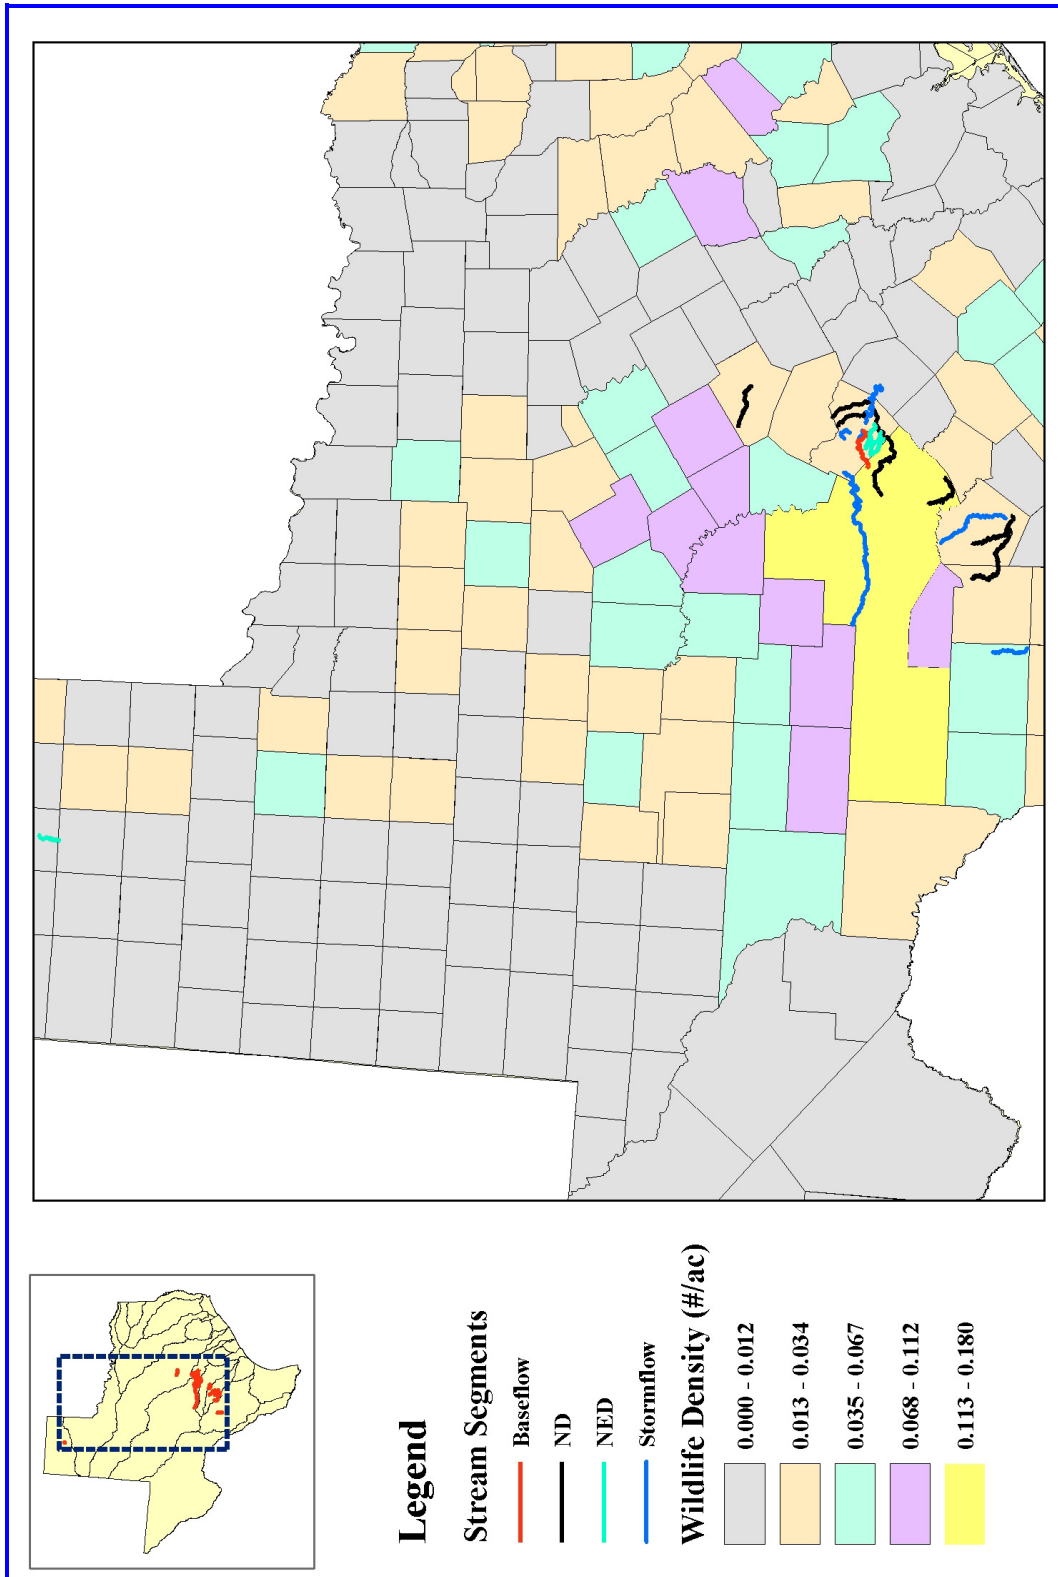 Legend
Stream Segments
Baseflow
ND
NED
Stormflow
Wildlife Density (#/ac)
0.000 - 0.012
0.013 - 0.034
0.035 - 0.067
0.068 - 0.112
0.113 - 0.180